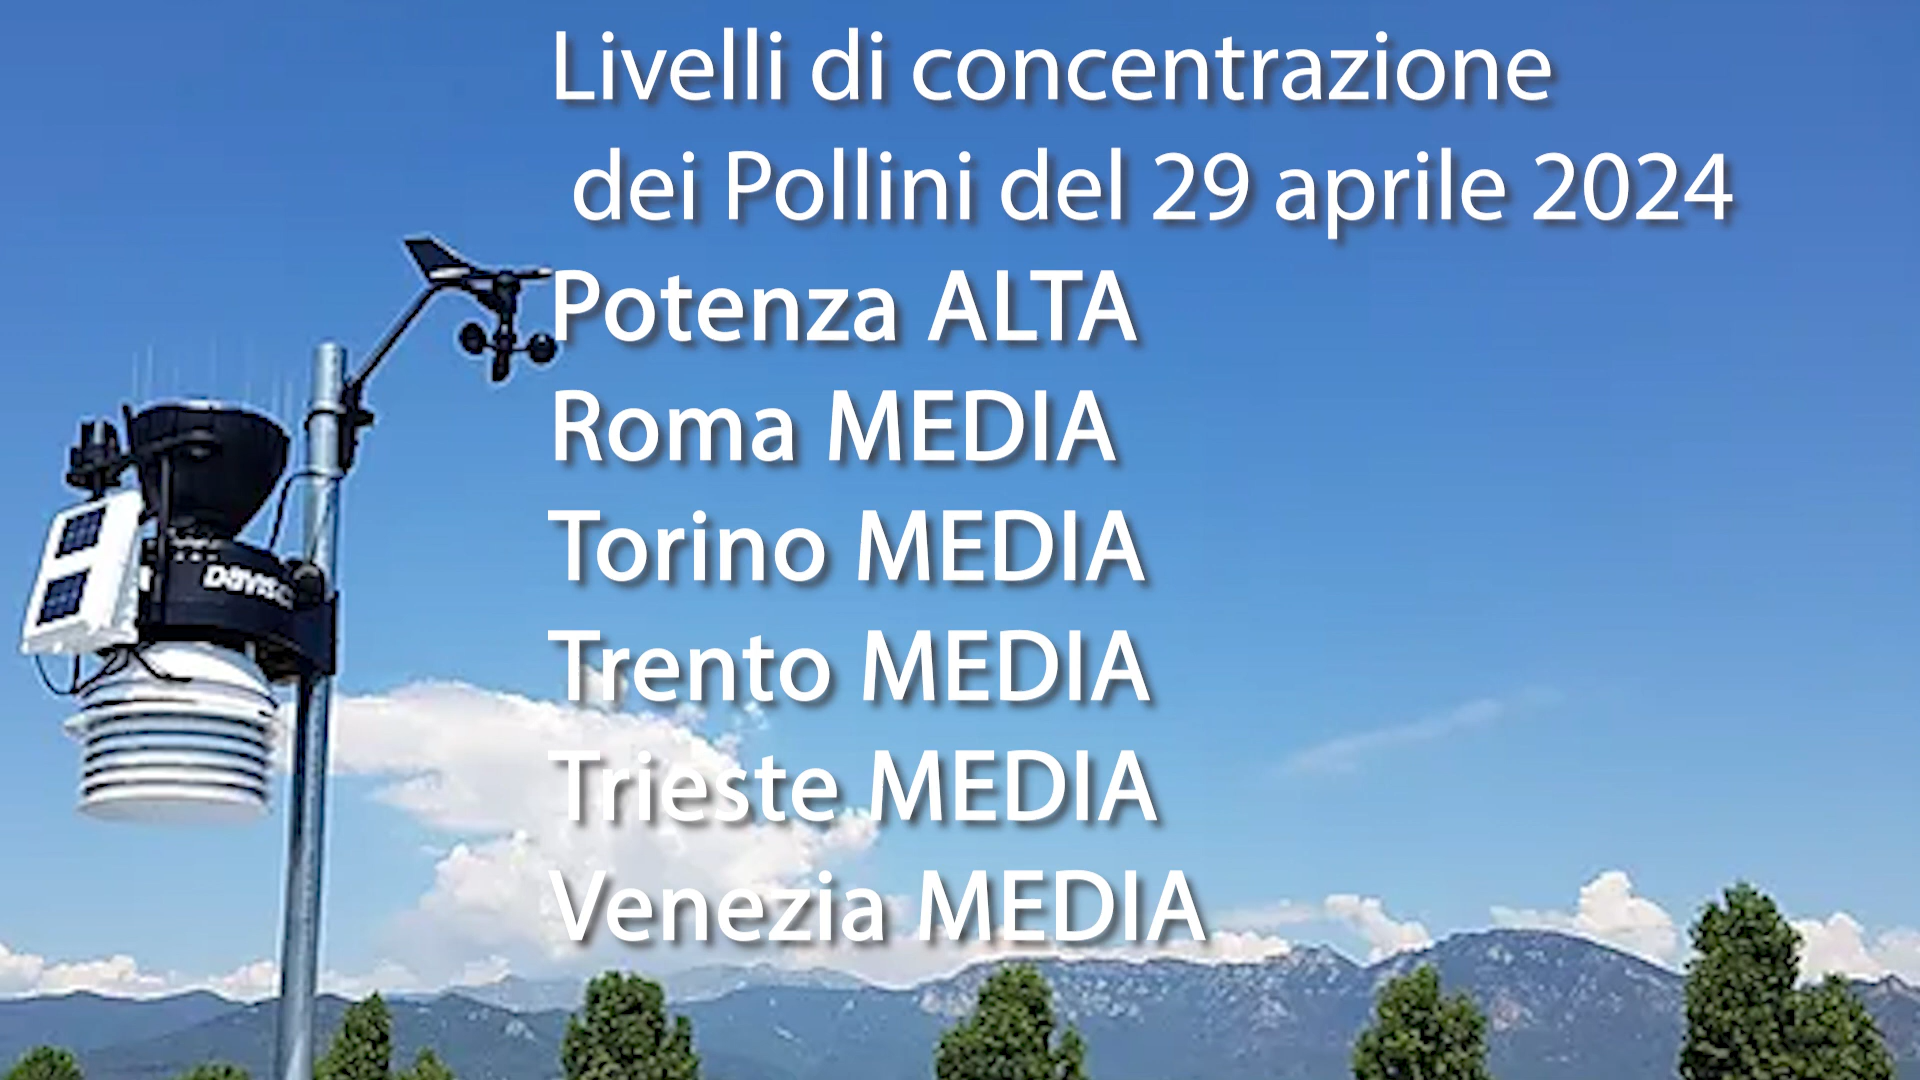 Livelli di concentrazione
dei Pollini del 29 aprile 2024
Potenza ALTA
Roma MEDIA
Torino MEDIA
Trento MEDIA
Trieste MEDIA
Venezia MEDIA